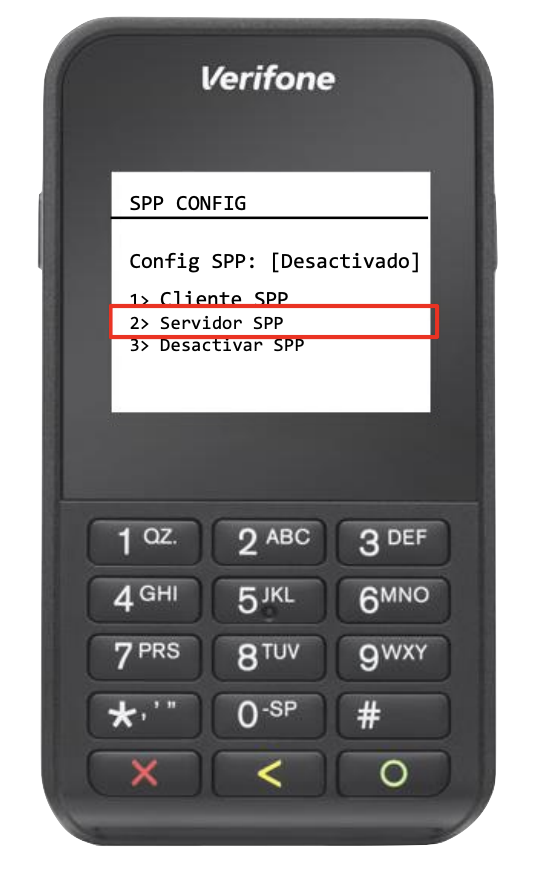 Verifone
SPP CONFIG
Config SPP: [Desactivado]
1> Cliente SPP
2> Servidor SPP
3> Desactivar SPP
1 QZ. 2 ABC 3 DEF
4 GHI 5 JKL 6 MNO
7 PRS 8 TUV 9 WXY
*,'" 0 -SP #
X < O